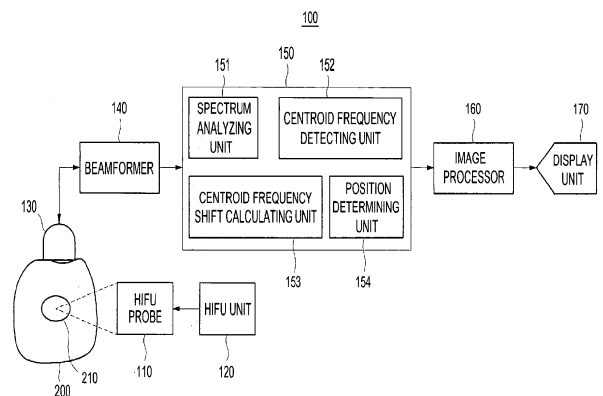 100
150
151
152
140
160
170
SPECTRUM
ANALYZING
UNIT
CENTROID FREQUENCY
DETECTING UNIT
BEAMFORMER
IMAGE
PROCESSOR
DISPLAY
UNIT
CENTROID FREQUENCY
SHIFT CALCULATING UNIT
POSITION
DETERMINING
UNIT
130
153
154
HIFU
PROBE
HIFU UNIT
200
210
110
120